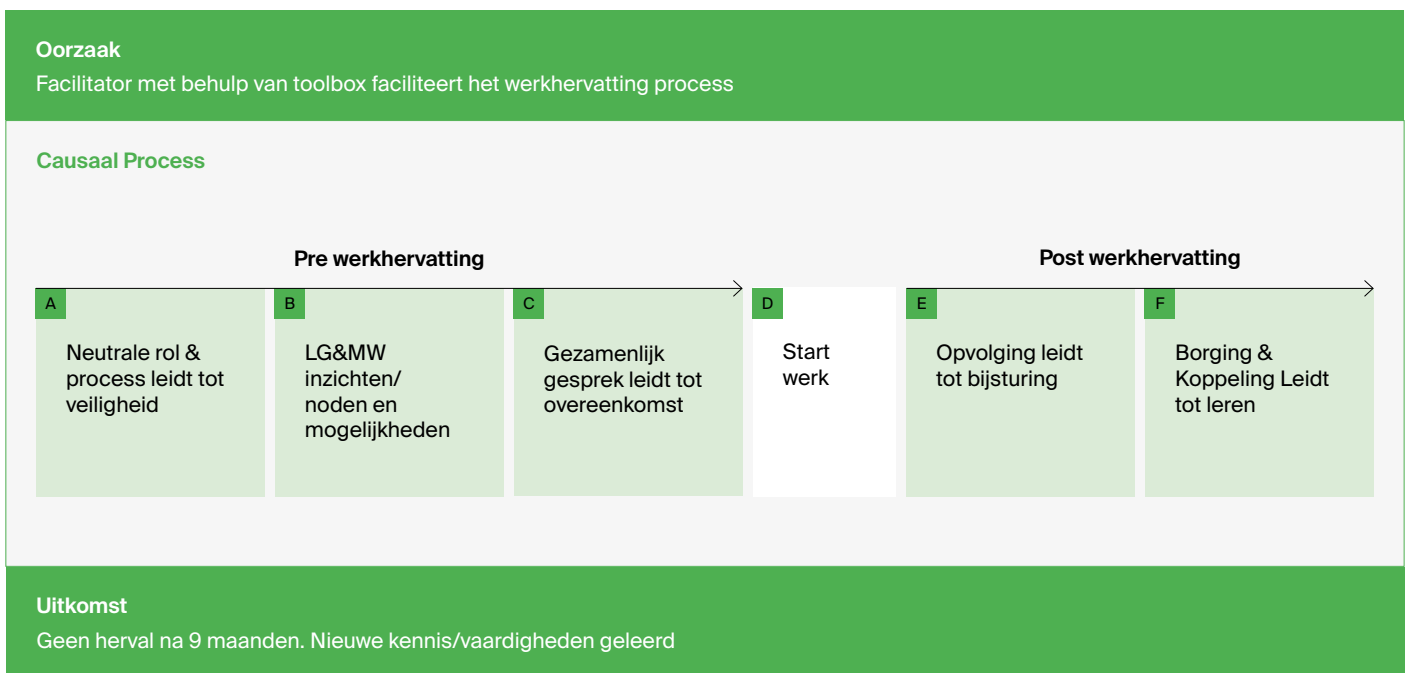 Oorzaak
Facilitator met behulp van toolbox faciliteert het werkhervatting process
Causaal Process
Pre werkhervatting
Post werkhervatting
A
Neutrale rol &
process leidt tot
veiligheid
B
LG&MW
inzichten/
noden en
mogelijkheden
C
Gezamenlijk
gesprek leidt tot
overeenkomst
D
Start
werk
E
Opvolging leidt
tot bijsturing
F
Borging &
Koppeling Leidt
tot leren
Uitkomst
Geen herval na 9 maanden. Nieuwe kennis/vaardigheden geleerd